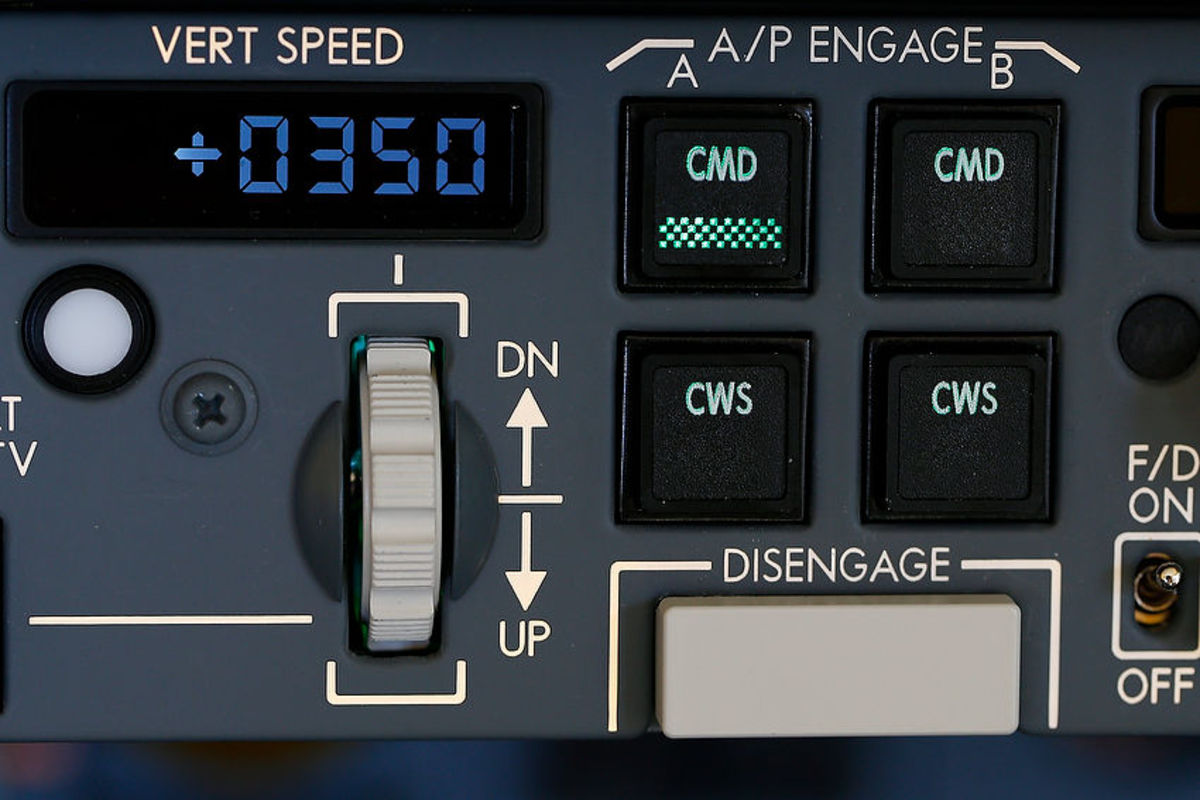 VERT SPEED
A/P ENGAGE
A
B
+0350
CMD
CMD
DN
CWS
CWS
F/D
ON
DISENGAGE
UP
OFF